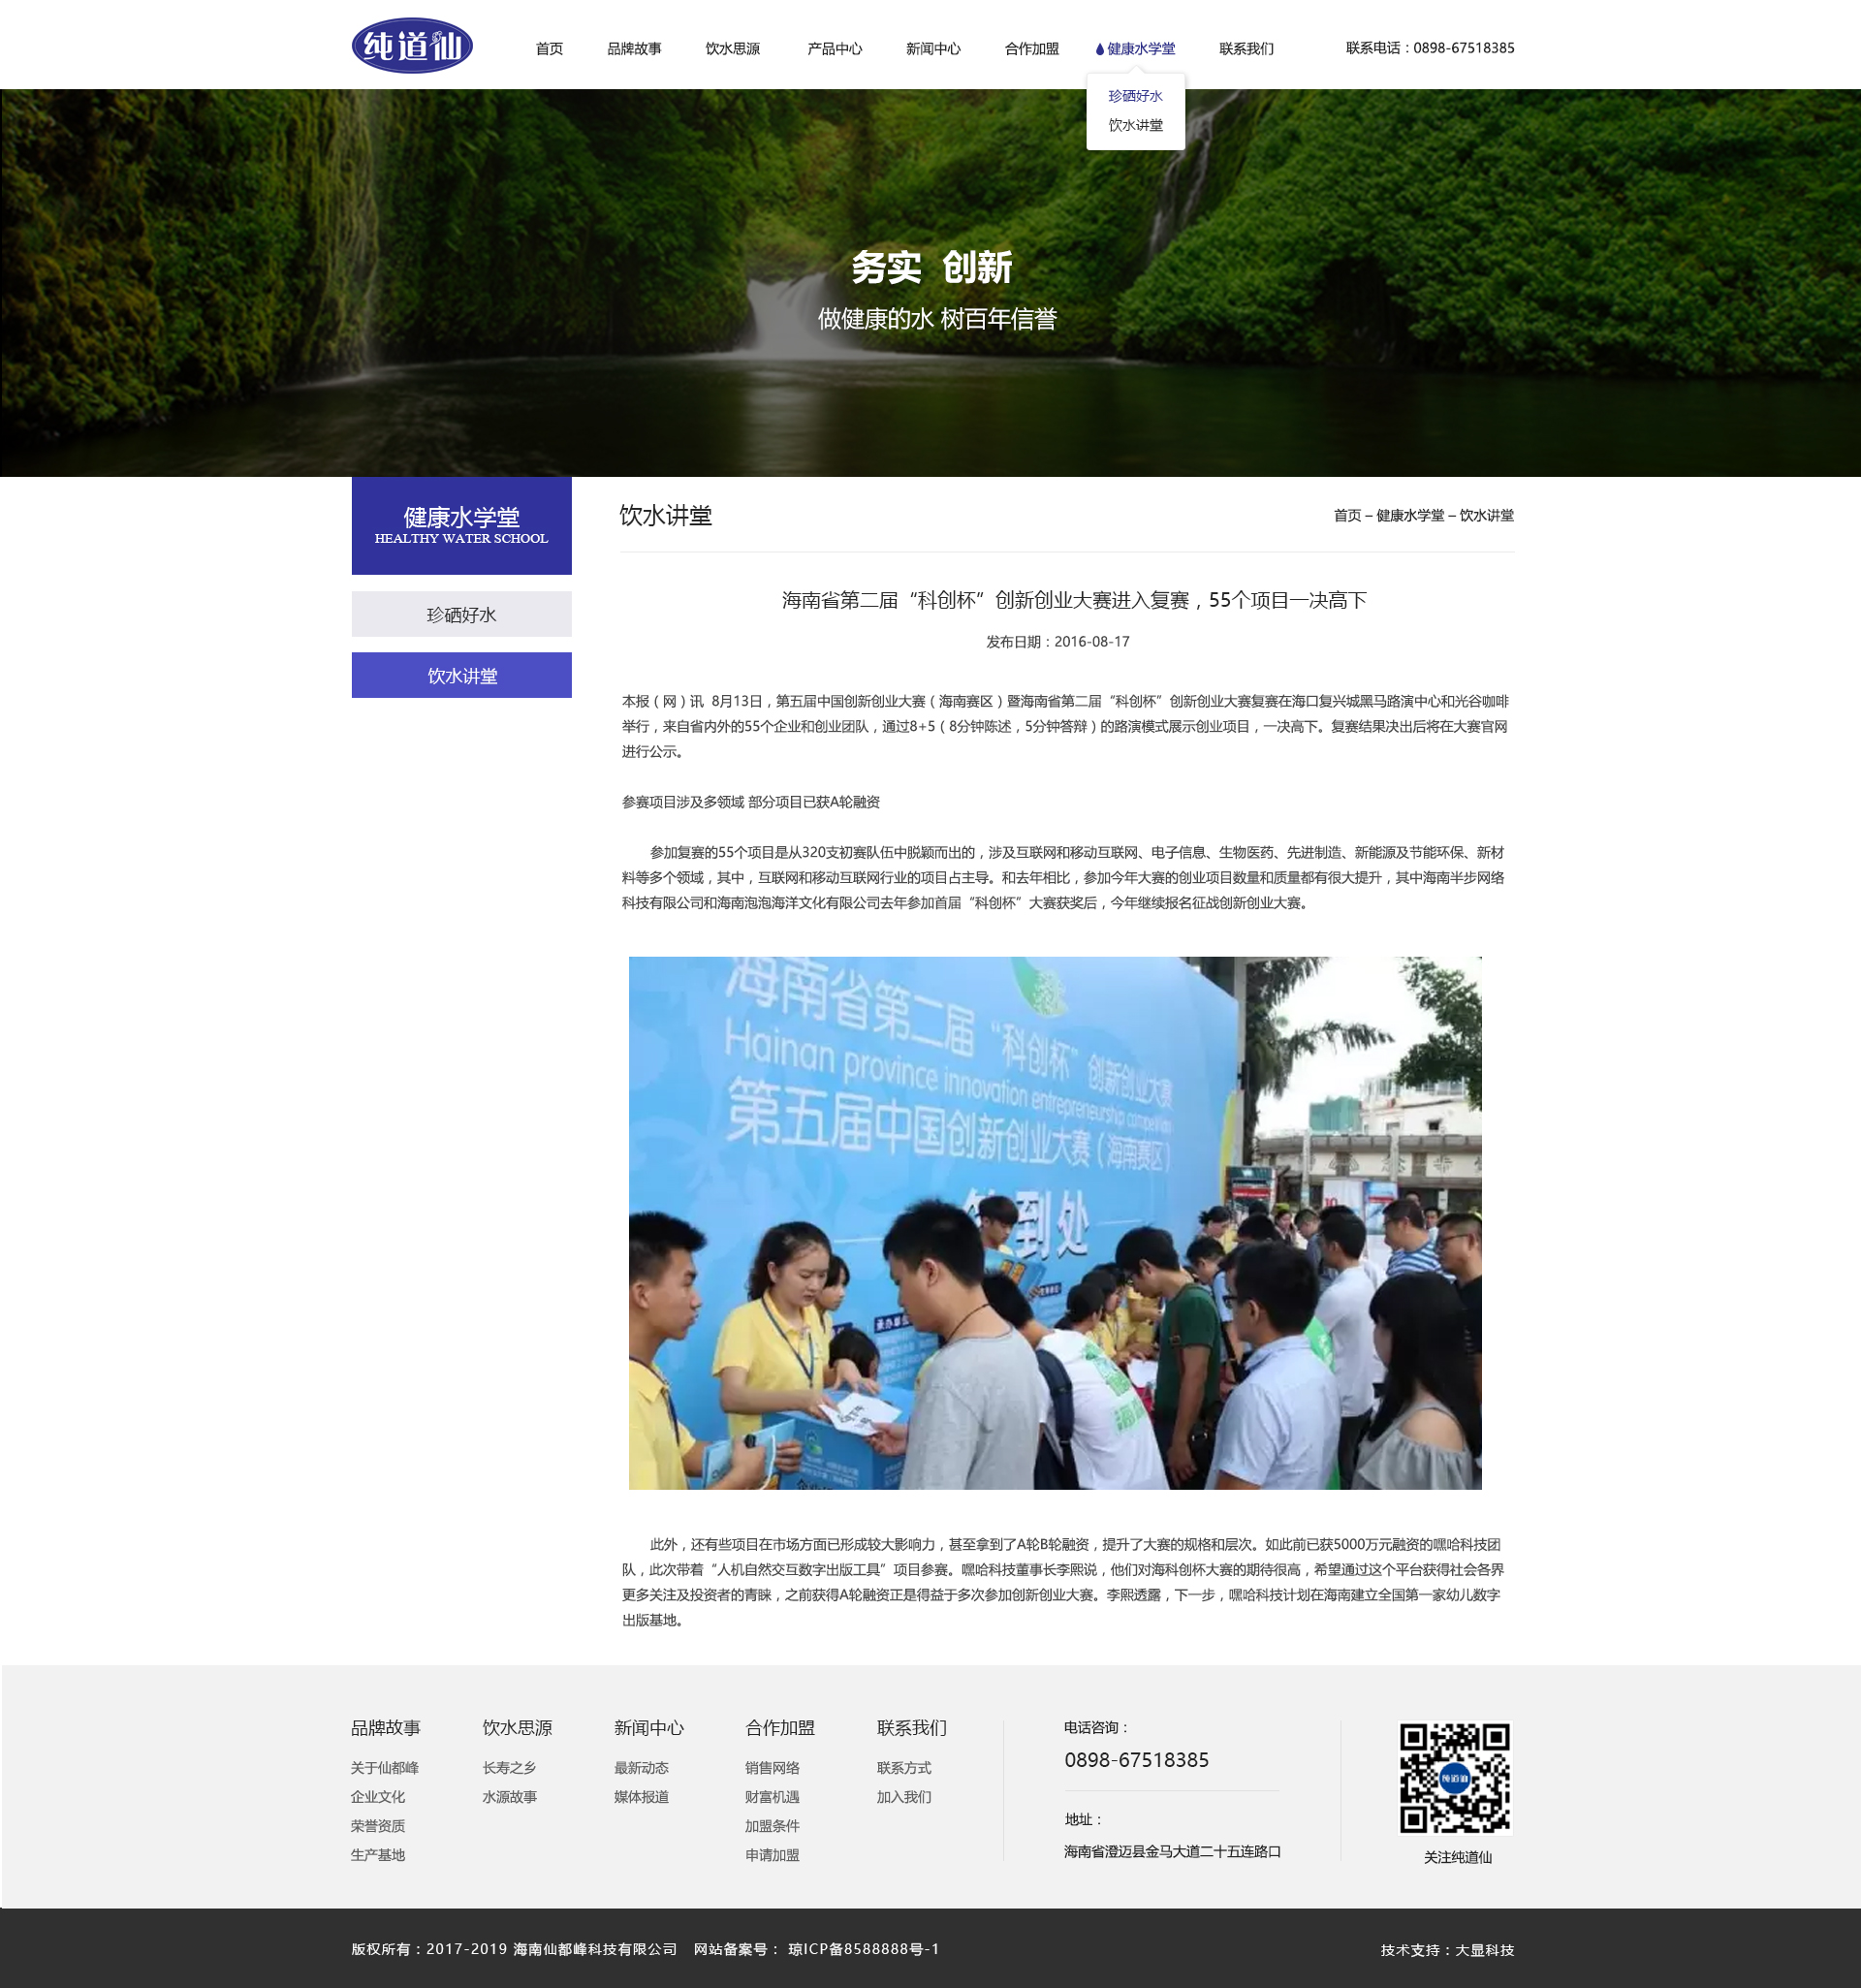 纯道仙
首页 品牌故事 饮水思源 产品中心 新闻中心 合作加盟 健康水学堂 联系我们 联系电话：0898-67518385
珍硒好水
饮水讲堂
务实 创新
做健康的水 树百年信誉
健康水学堂
HEALTHY WATER SCHOOL
珍硒好水
饮水讲堂
饮水讲堂
首页 – 健康水学堂 – 饮水讲堂
海南省第二届“科创杯”创新创业大赛进入复赛，55个项目一决高下
发布日期：2016-08-17
本报（网）讯 8月13日，第五届中国创新创业大赛（海南赛区）暨海南省第二届“科创杯”创新创业大赛复赛在海口复兴城黑马路演中心和光谷咖啡
举行，来自省内外的55个企业和创业团队，通过8+5（8分钟陈述，5分钟答辩）的路演模式展示创业项目，一决高下。复赛结果决出后将在大赛官网
进行公示。
参赛项目涉及多领域 部分项目已获A轮融资
参加复赛的55个项目是从320支初赛队伍中脱颖而出的，涉及互联网和移动互联网、电子信息、生物医药、先进制造、新能源及节能环保、新材
料等多个领域，其中，互联网和移动互联网行业的项目占主导。和去年相比，参加今年大赛的创业项目数量和质量都有很大提升，其中海南半步网络
科技有限公司和海南泡泡海洋文化有限公司去年参加首届“科创杯”大赛获奖后，今年继续报名征战创新创业大赛。
海南省第二届“科创杯”创新创业大赛
Hainan province innovation entrepreneurship competition
第五届中国创新创业大赛（海南赛区）
签到处
此外，还有些项目在市场方面已形成较大影响力，甚至拿到了A轮B轮融资，提升了大赛的规格和层次。如此前已获5000万元融资的嘿哈科技团
队，此次带着“人机自然交互数字出版工具”项目参赛。嘿哈科技董事长李熙说，他们对海科创杯大赛的期待很高，希望通过这个平台获得社会各界
更多关注及投资者的青睐，之前获得A轮融资正是得益于多次参加创新创业大赛。李熙透露，下一步，嘿哈科技计划在海南建立全国第一家幼儿数字
出版基地。
品牌故事 饮水思源 新闻中心 合作加盟 联系我们
关于仙都峰 长寿之乡 最新动态 销售网络 联系方式
企业文化 水源故事 媒体报道 财富机遇 加入我们
荣誉资质 加盟条件
生产基地 申请加盟
电话咨询：
0898-67518385
地址：
海南省澄迈县金马大道二十五连路口
纯道仙
关注纯道仙
版权所有：2017-2019 海南仙都峰科技有限公司 网站备案号： 琼ICP备8588888号-1
技术支持：大显科技